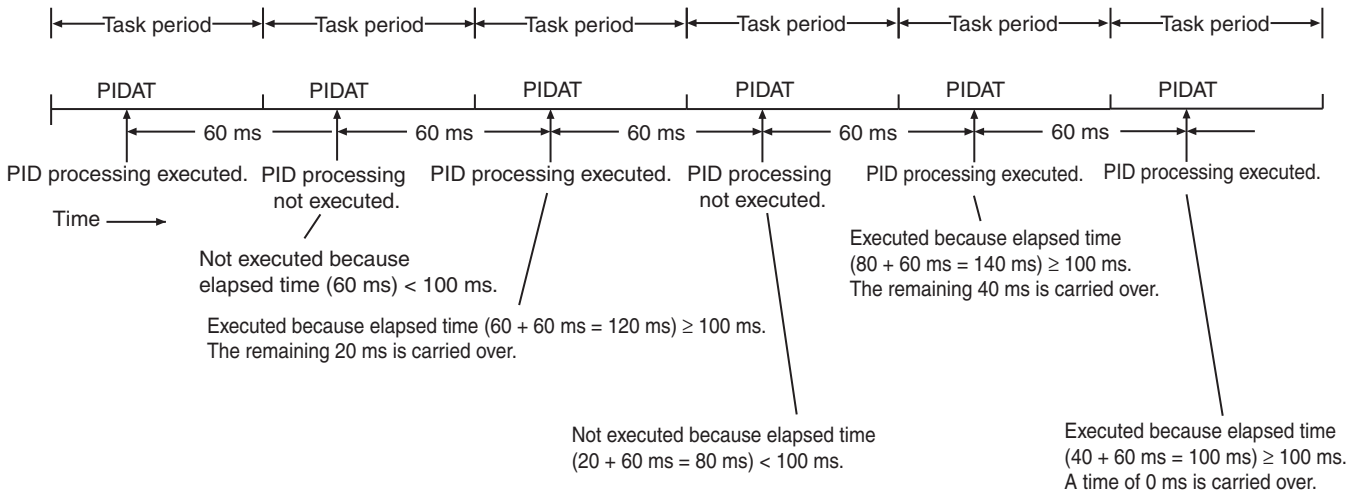 Task period Task period Task period Task period Task period Task period
PIDAT PIDAT PIDAT PIDAT PIDAT PIDAT
60 ms 60 ms 60 ms 60 ms 60 ms
PID processing executed.
PID processing
not executed.
PID processing executed.
PID processing
not executed.
PID processing executed.
PID processing executed.
Time
Not executed because
elapsed time (60 ms) < 100 ms.
Executed because elapsed time
(80 + 60 ms = 140 ms) ≥ 100 ms.
The remaining 40 ms is carried over.
Executed because elapsed time (60 + 60 ms = 120 ms) ≥ 100 ms.
The remaining 20 ms is carried over.
Not executed because elapsed time
(20 + 60 ms = 80 ms) < 100 ms.
Executed because elapsed time
(40 + 60 ms = 100 ms) ≥ 100 ms.
A time of 0 ms is carried over.